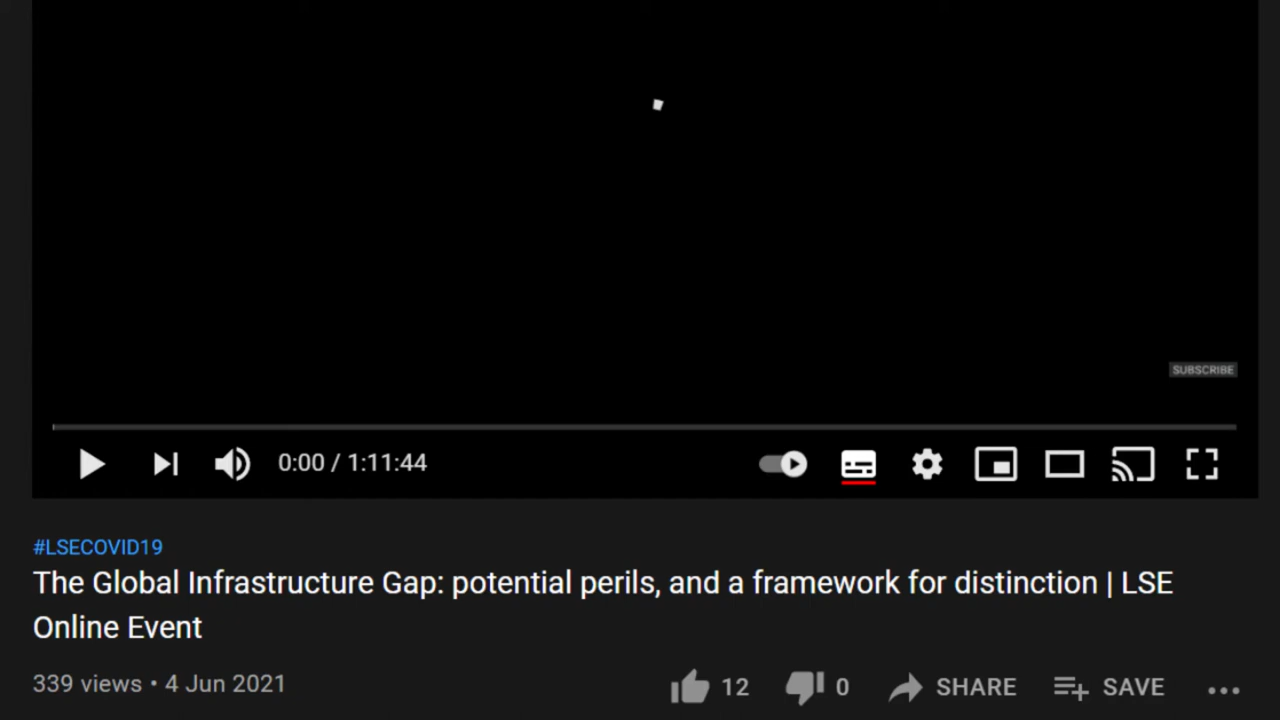 SUBSCRIBE
0:00 / 1:11:44
#LSECOVID19
The Global Infrastructure Gap: potential perils, and a framework for distinction | LSE
Online Event
339 views • 4 Jun 2021
12
0
SHARE
SAVE